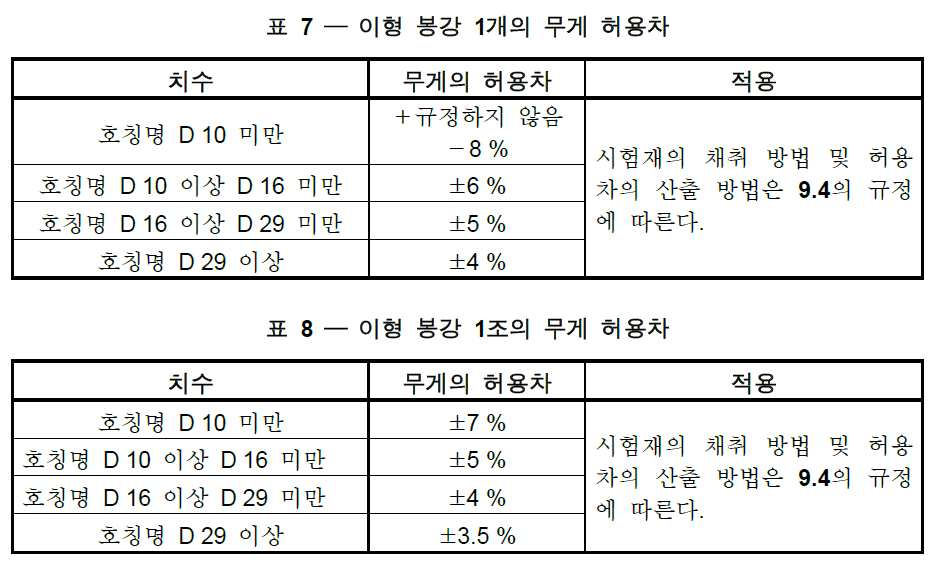 표 7 — 이형 봉강 1개의 무게 허용차
치수 무게의 허용차 적용
호칭명 D 10 미만 +규정하지 않음
−8 %
호칭명 D 10 이상 D 16 미만 ±6 %
호칭명 D 16 이상 D 29 미만 ±5 %
호칭명 D 29 이상 ±4 %
시험재의 채취 방법 및 허용
차의 산출 방법은 9.4의 규정
에 따른다.
표 8 — 이형 봉강 1조의 무게 허용차
치수 무게의 허용차 적용
호칭명 D 10 미만 ±7 %
호칭명 D 10 이상 D 16 미만 ±5 %
호칭명 D 16 이상 D 29 미만 ±4 %
호칭명 D 29 이상 ±3.5 %
시험재의 채취 방법 및 허용
차의 산출 방법은 9.4의 규정
에 따른다.